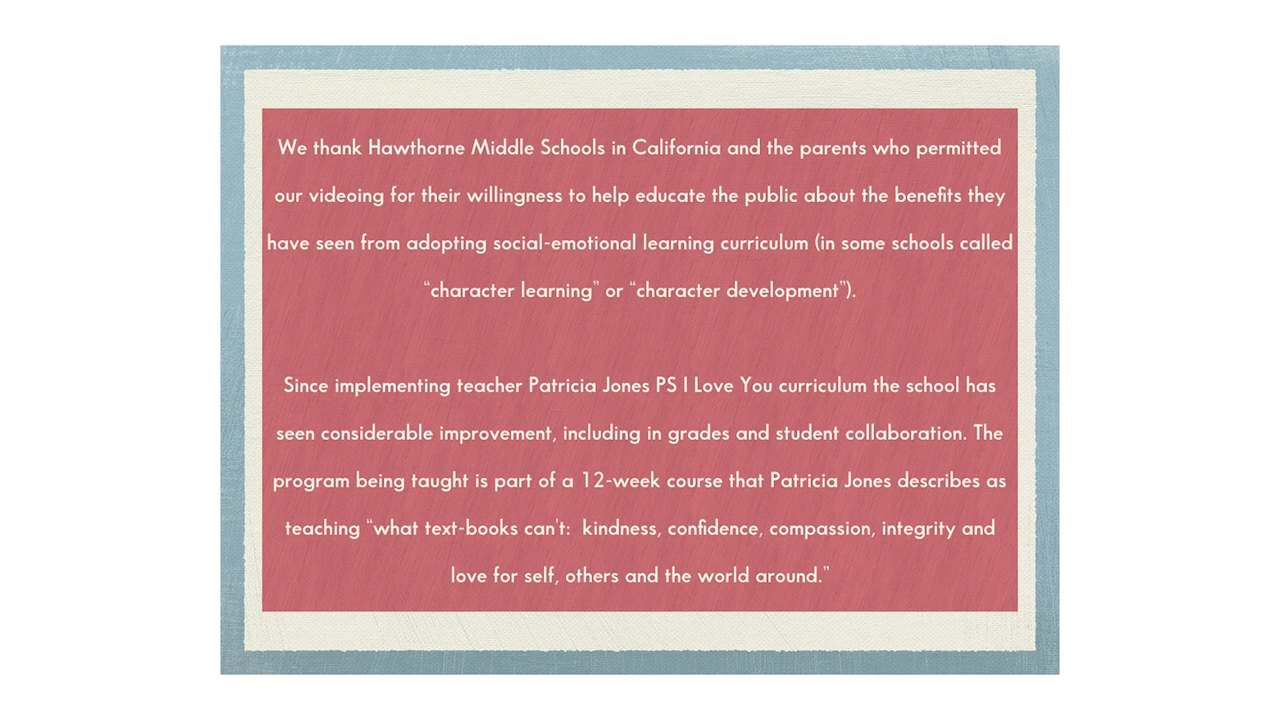 We thank Hawthorne Middle Schools in California and the parents who permitted
our videoing for their willingness to help educate the public about the benefits they
have seen from adopting social-emotional learning curriculum (in some schools called
“character learning” or “character development”).
Since implementing teacher Patricia Jones PS I Love You curriculum the school has
seen considerable improvement, including in grades and student collaboration. The
program being taught is part of a 12-week course that Patricia Jones describes as
teaching “what text-books can't:  kindness, confidence, compassion, integrity and
love for self, others and the world around.”